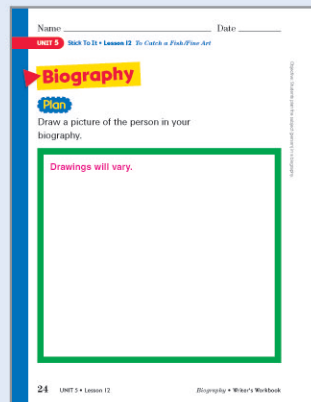 Name Date
UNIT 5 Stick To It • Lesson 12 To Catch a Fish/Fine Art
Biography
Plan
Draw a picture of the person in your
biography.
Drawings will vary.
24 UNIT 5 • Lesson 12 Biography • Writer's Workbook